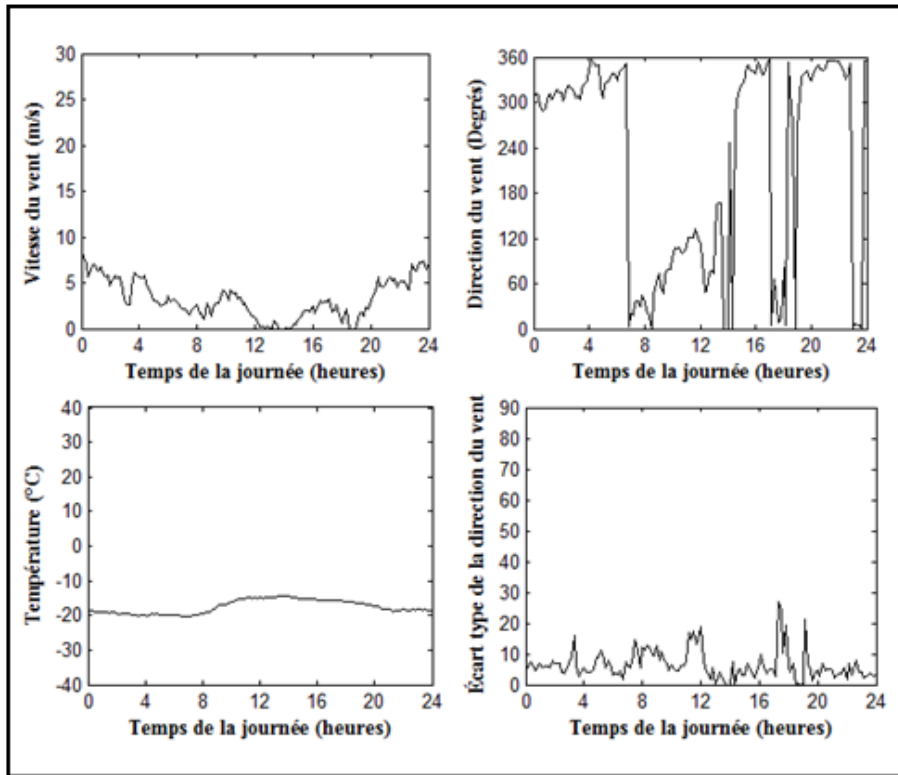 Vitesse du vent (m/s)
30
25
20
15
10
5
0
0 4 8 12 16 20 24
Temps de la journée (heures)
Direction du vent (Degrés)
360
300
240
180
120
60
0
0 4 8 12 16 20 24
Temps de la journée (heures)
Température (°C)
40
30
20
10
0
-10
-20
-30
-40
0 4 8 12 16 20 24
Temps de la journée (heures)
Écart type de la direction du vent
90
80
70
60
50
40
30
20
10
0
0 4 8 12 16 20 24
Temps de la journée (heures)